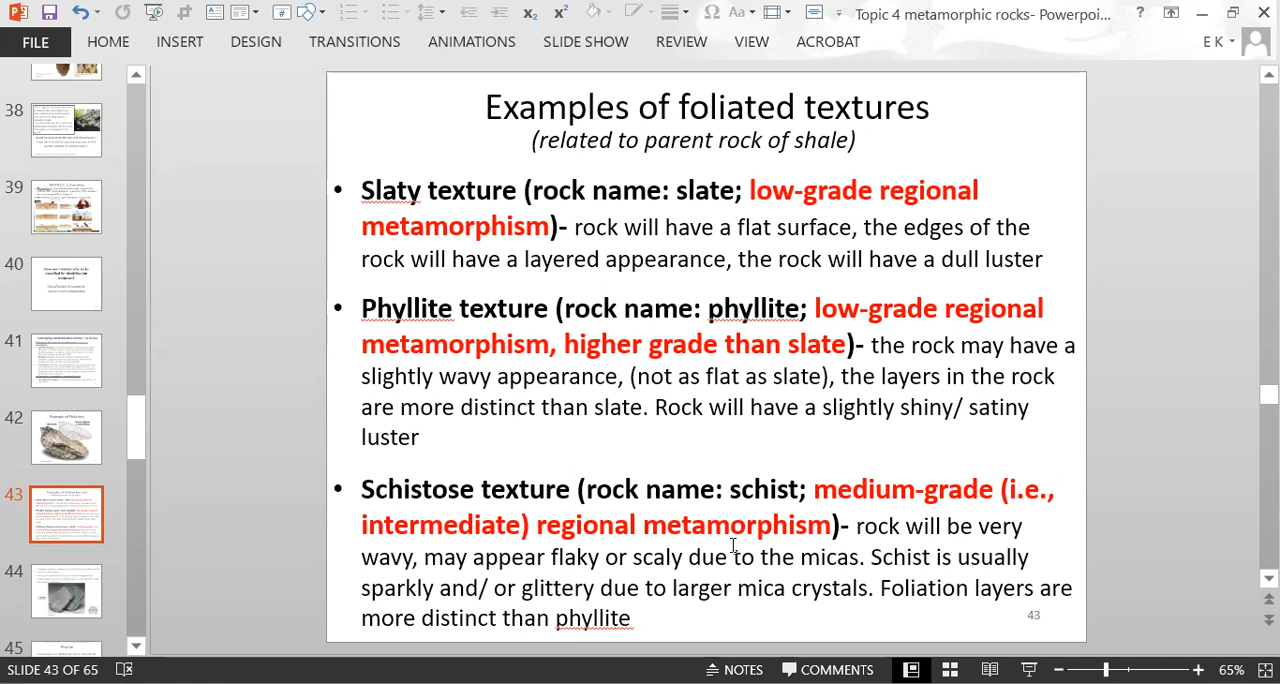 Topic 4 metamorphic rocks- Powerpoi...
FILE HOME INSERT DESIGN TRANSITIONS ANIMATIONS SLIDE SHOW REVIEW VIEW ACROBAT E K
38
39
40
41
42
43
44
45
Examples of foliated textures
(related to parent rock of shale)
• Slaty texture (rock name: slate; low-grade regional
metamorphism)- rock will have a flat surface, the edges of the
rock will have a layered appearance, the rock will have a dull luster
• Phyllite texture (rock name: phyllite; low-grade regional
metamorphism, higher grade than slate)- the rock may have a
slightly wavy appearance, (not as flat as slate), the layers in the rock
are more distinct than slate. Rock will have a slightly shiny/ satiny
luster
• Schistose texture (rock name: schist; medium-grade (i.e.,
intermediate) regional metamorphism)- rock will be very
wavy, may appear flaky or scaly due to the micas. Schist is usually
sparkly and/ or glittery due to larger mica crystals. Foliation layers are
more distinct than phyllite
43
SLIDE 43 OF 65 NOTES COMMENTS 65%